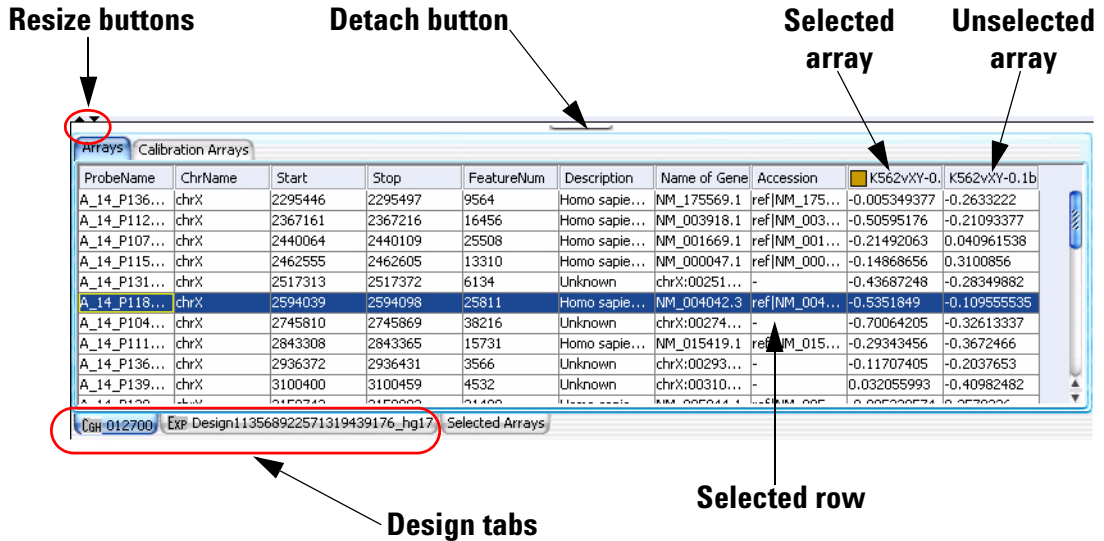 Resize buttons Detach button Selected array Unselected array
Arrays Calibration Arrays
ProbeName ChrName Start Stop FeatureNum Description Name of Gene Accession K562vXY-0. K562vXY-0.1b
A_14_P136... chrX 2295446 2295497 9564 Homo sapie... NM_175569.1 ref|NM_175... -0.005349377 -0.2633222
A_14_P112... chrX 2367161 2367216 16456 Homo sapie... NM_003918.1 ref|NM_003... -0.50595176 -0.21093377
A_14_P107... chrX 2440064 2440109 25508 Homo sapie... NM_001669.1 ref|NM_001... -0.21492063 0.040961538
A_14_P115... chrX 2462555 2462605 13310 Homo sapie... NM_000047.1 ref|NM_000... -0.14868656 0.3100856
A_14_P131... chrX 2517313 2517372 6134 Unknown chrX:00251... - -0.43687248 -0.28349882
A_14_P118... chrX 2594039 2594098 25811 Homo sapie... NM_004042.3 ref|NM_004... -0.5351849 -0.109555535
A_14_P104... chrX 2745810 2745869 38216 Unknown chrX:00274... - -0.70064205 -0.32613337
A_14_P111... chrX 2843308 2843365 15731 Homo sapie... NM_015419.1 ref|NM_015... -0.29343456 -0.3672466
A_14_P136... chrX 2936372 2936431 3566 Unknown chrX:00293... - -0.11707405 -0.2037653
A_14_P139... chrX 3100400 3100459 4532 Unknown chrX:00310... - 0.032055993 -0.40982482
CGH 012700 EXP Design113568922571319439176_hg17 Selected Arrays
Selected row
Design tabs